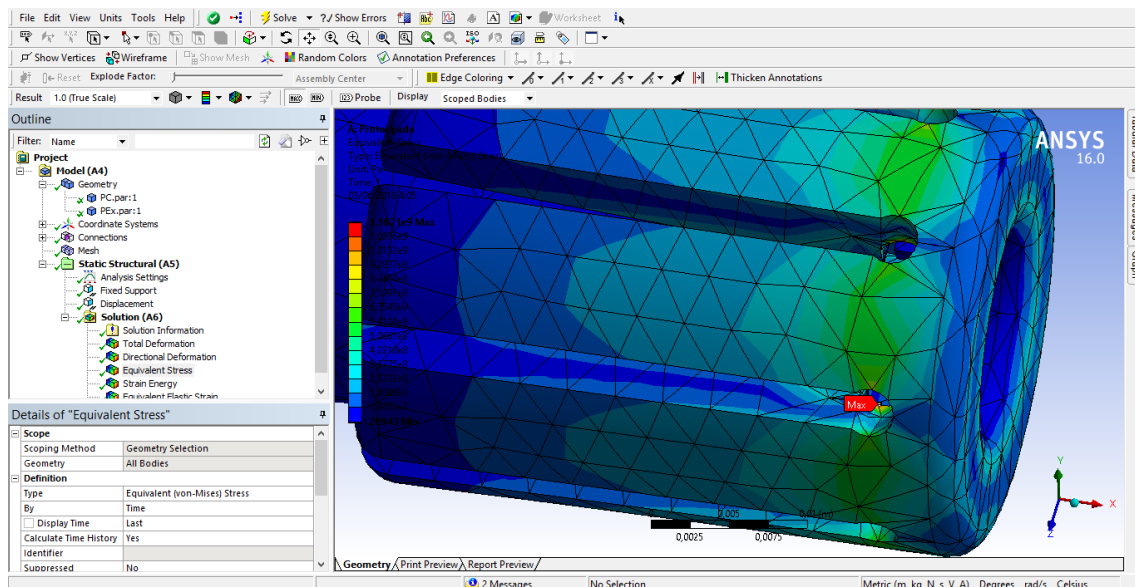 File Edit View Units Tools Help Solve ?./ Show Errors Worksheet
Show Vertices Wireframe Show Mesh Random Colors Annotation Preferences
Reset Explode Factor: Assembly Center Edge Coloring Thicken Annotations
Result 1.0 (True Scale) Probe Display Scoped Bodies
Outline
Filter: Name
Project
Model (A4)
Geometry
PC.par:1
PEx.par:1
Coordinate Systems
Connections
Mesh
Static Structural (A5)
Analysis Settings
Fixed Support
Displacement
Solution (A6)
Solution Information
Total Deformation
Directional Deformation
Equivalent Stress
Strain Energy
Equivalent Elastic Strain
Details of "Equivalent Stress"
Scope
Scoping Method Geometry Selection
Geometry All Bodies
Definition
Type Equivalent (von-Mises) Stress
By Time
Display Time Last
Calculate Time History Yes
Identifier
Suppressed No
ANSYS
16.0
Max
0,005 0,01 (m)
0,0025 0,0075
Y
X
Z
Messages
Graph
Geometry Print Preview Report Preview
2 Messages No Selection Metric (m, kg, N, s, V, A) Degrees rad/s Celsius